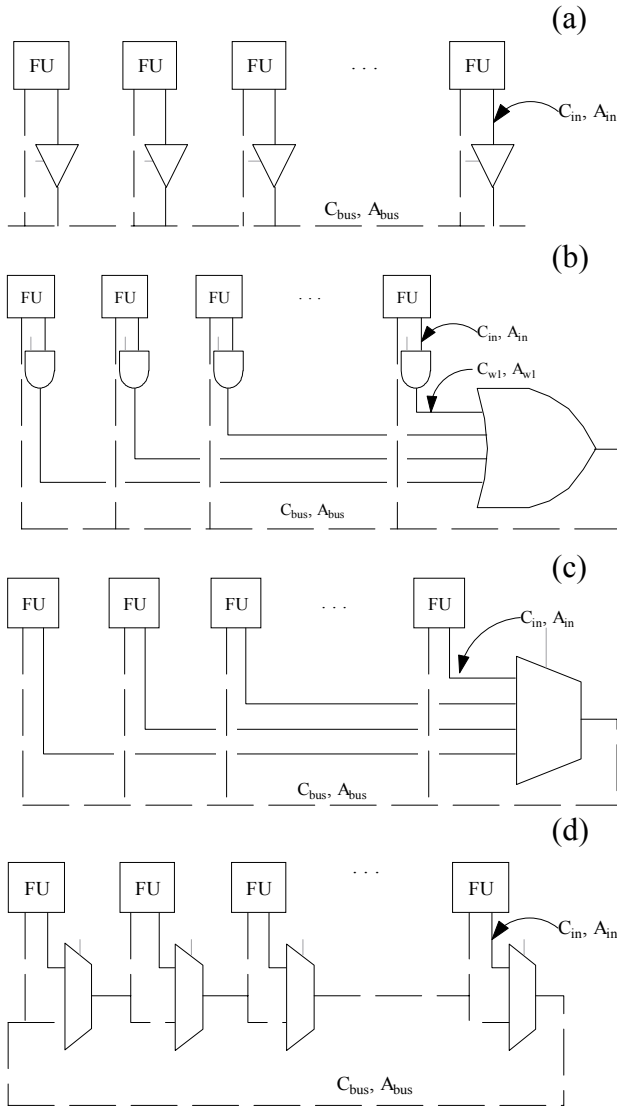 (a)
FU FU FU . . . FU
C_in, A_in
C_bus, A_bus
(b)
FU FU FU . . . FU
C_in, A_in
C_w1, A_w1
C_bus, A_bus
(c)
FU FU FU . . . FU
C_in, A_in
C_bus, A_bus
(d)
FU FU FU . . . FU
C_in, A_in
C_bus, A_bus